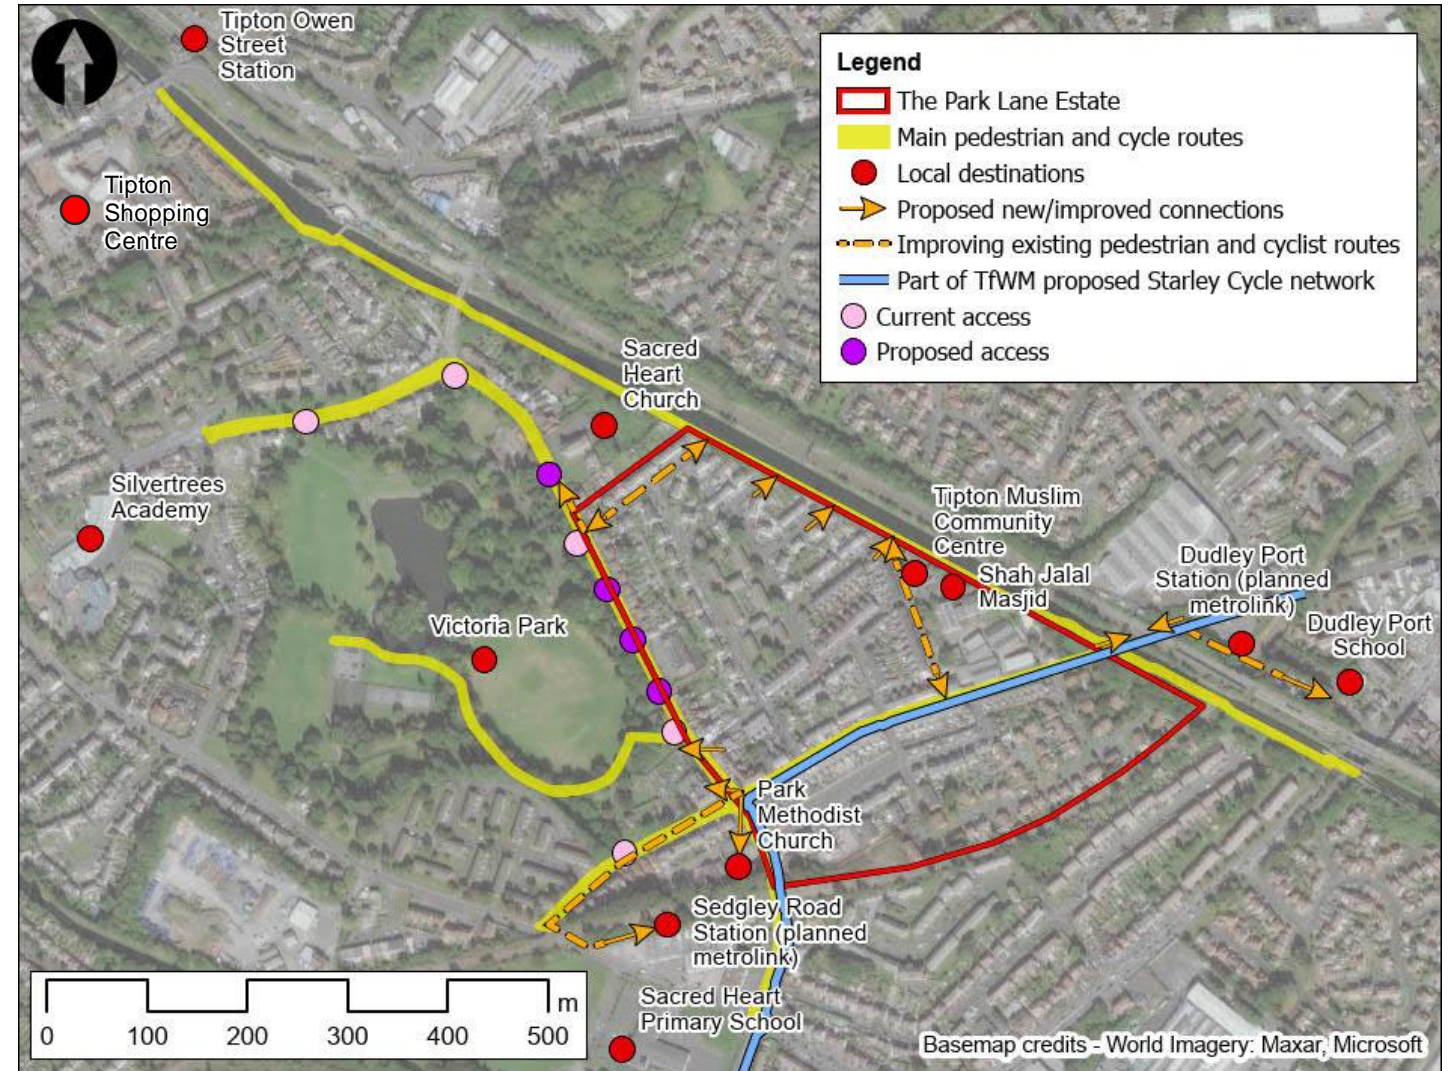 Tipton Owen
Street
Station
Tipton
Shopping
Centre
Legend
The Park Lane Estate
Main pedestrian and cycle routes
Local destinations
Proposed new/improved connections
Improving existing pedestrian and cyclist routes
Part of TfWM proposed Starley Cycle network
Current access
Proposed access
Sacred
Heart
Church
Silvertrees
Academy
Tipton Muslim
Community
Centre
Shah Jalal
Masjid
Dudley Port
Station (planned
metrolink)
Dudley Port
School
Victoria Park
Park
Methodist
Church
Sedgley Road
Station (planned
metrolink)
Sacred Heart
Primary School
m
0 100 200 300 400 500
Basemap credits - World Imagery: Maxar, Microsoft